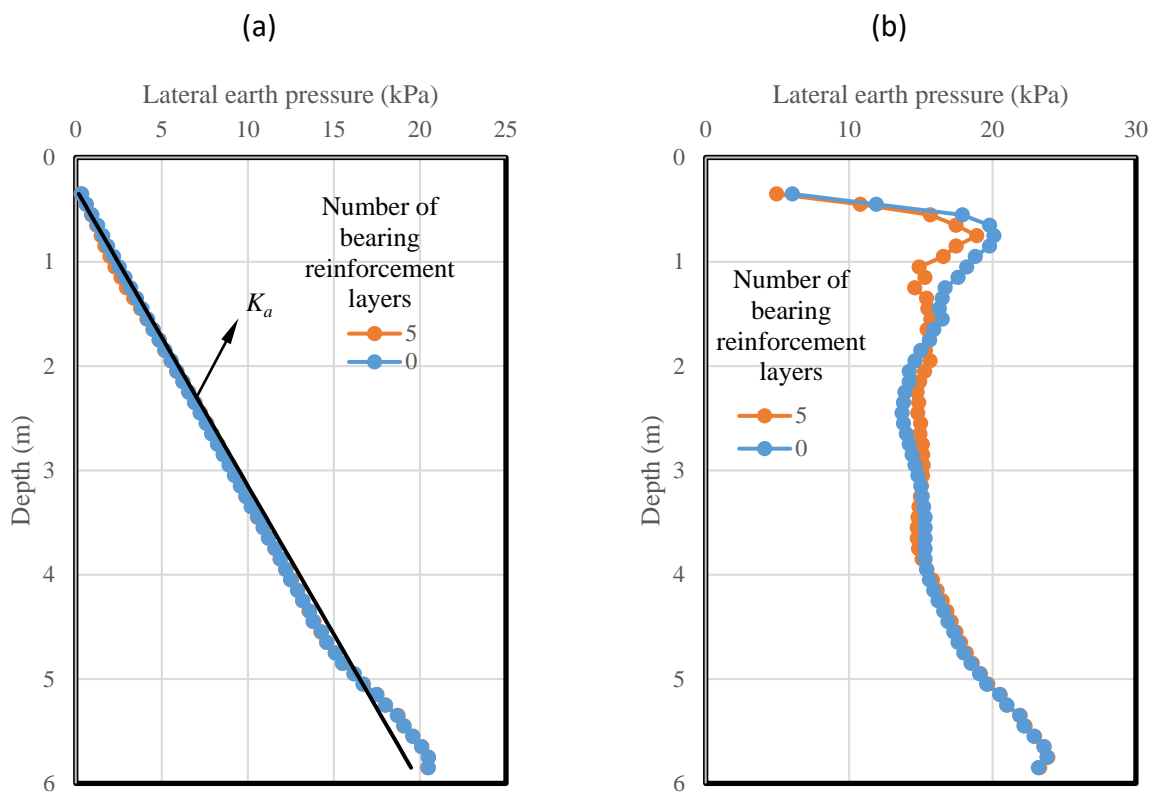 (a)
Lateral earth pressure (kPa)
0 5 10 15 20 25
0
1
2
3
4
5
6
Depth (m)
Number of
bearing
reinforcement
layers
5
0
Kₐ
(b)
Lateral earth pressure (kPa)
0 10 20 30
0
1
2
3
4
5
6
Depth (m)
Number of
bearing
reinforcement
layers
5
0